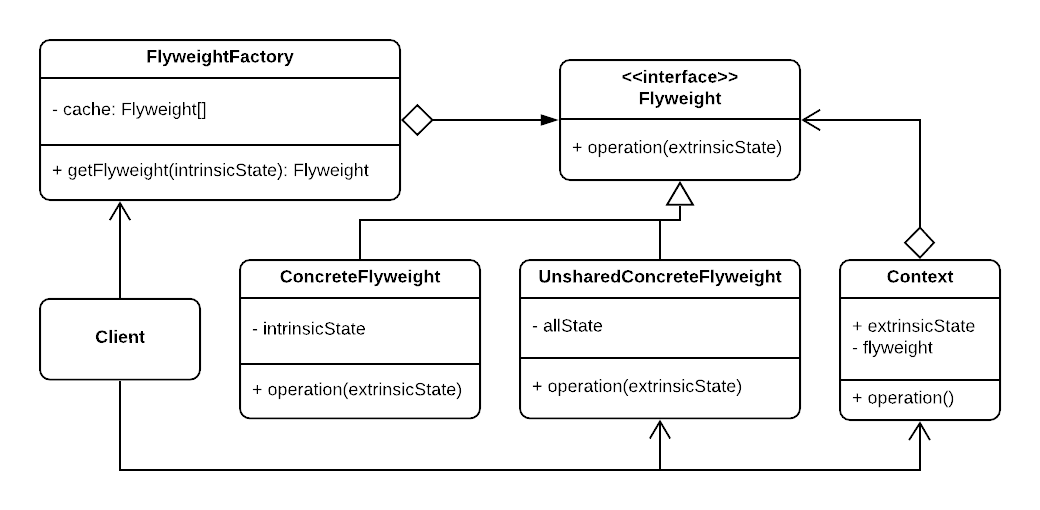 FlyweightFactory
- cache: Flyweight[]
+ getFlyweight(intrinsicState): Flyweight
<<interface>>
Flyweight
+ operation(extrinsicState)
Client
ConcreteFlyweight
- intrinsicState
+ operation(extrinsicState)
UnsharedConcreteFlyweight
- allState
+ operation(extrinsicState)
Context
+ extrinsicState
- flyweight
+ operation()